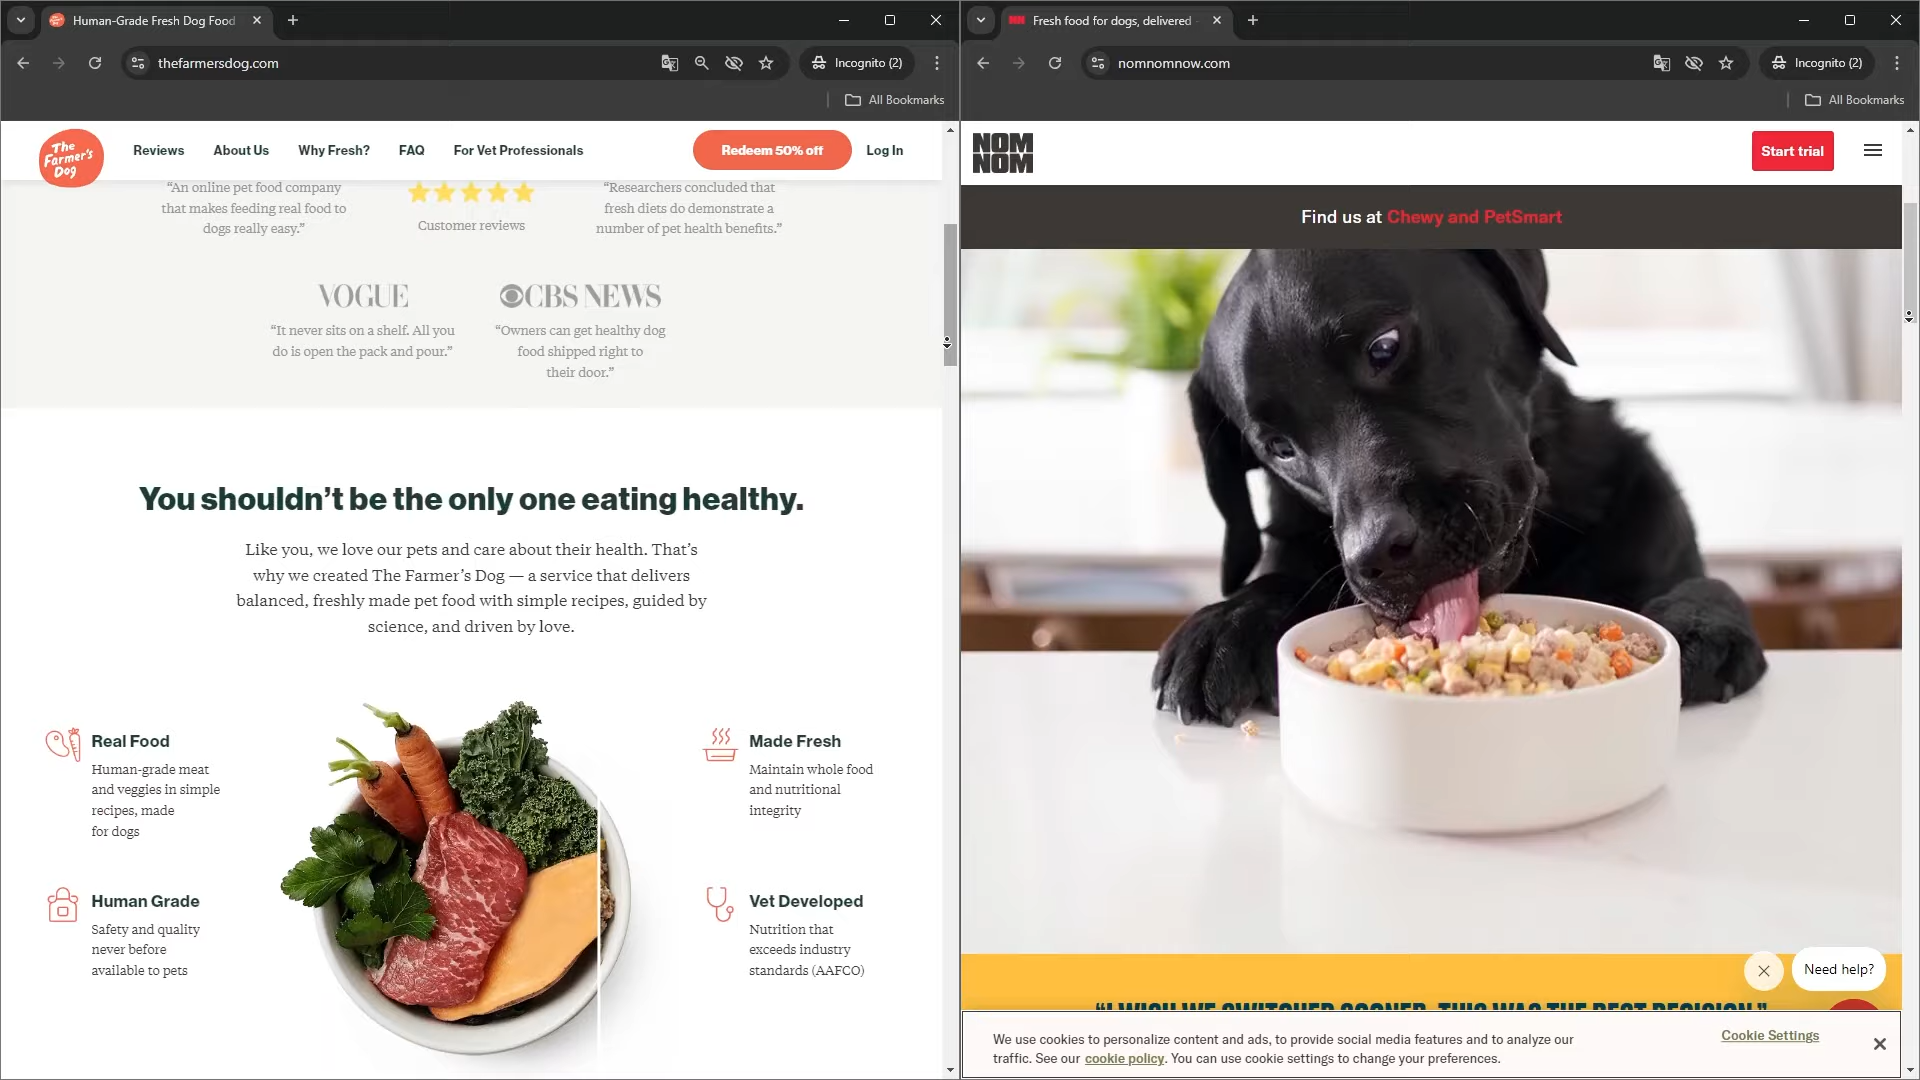 Human-Grade Fresh Dog Food
thefarmersdog.com
Incognito (2)
All Bookmarks
The
Farmer's
Dog
Reviews
About Us
Why Fresh?
FAQ
For Vet Professionals
Redeem 50% off
Log In
“An online pet food company
that makes feeding real food to
dogs really easy.”
Customer reviews
“Researchers concluded that
fresh diets do demonstrate a
number of pet health benefits.”
VOGUE
“It never sits on a shelf. All you
do is open the pack and pour.”
CBS NEWS
“Owners can get healthy dog
food shipped right to
their door.”
You shouldn’t be the only one eating healthy.
Like you, we love our pets and care about their health. That’s
why we created The Farmer’s Dog — a service that delivers
balanced, freshly made pet food with simple recipes, guided by
science, and driven by love.
Real Food
Human-grade meat
and veggies in simple
recipes, made
for dogs
Human Grade
Safety and quality
never before
available to pets
Made Fresh
Maintain whole food
and nutritional
integrity
Vet Developed
Nutrition that
exceeds industry
standards (AAFCO)
Fresh food for dogs, delivered
nomnomnow.com
Incognito (2)
All Bookmarks
NOM
NOM
Start trial
Find us at Chewy and PetSmart
Need help?
“I WISH WE SWITCHED SOONER. THIS WAS THE BEST DECISION.”
We use cookies to personalize content and ads, to provide social media features and to analyze our
traffic. See our cookie policy. You can use cookie settings to change your preferences.
Cookie Settings